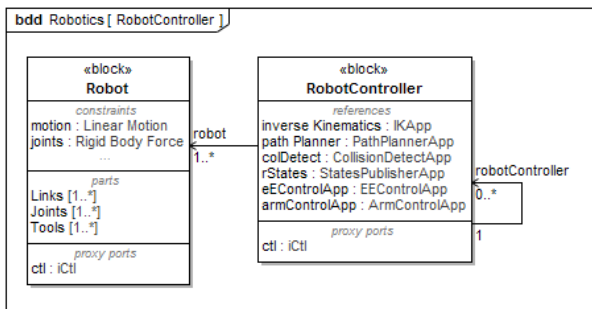 bdd Robotics [ RobotController ]
«block»
Robot
constraints
motion : Linear Motion
joints : Rigid Body Force
...
parts
Links [1..*]
Joints [1..*]
Tools [1..*]
proxy ports
ctl : iCtl
robot
1..*
«block»
RobotController
references
inverse Kinematics : IKApp
path Planner : PathPlannerApp
colDetect : CollisionDetectApp
rStates : StatesPublisherApp
eEControlApp : EEControlApp
armControlApp : ArmControlApp
proxy ports
ctl : iCtl
robotController
0..*
1